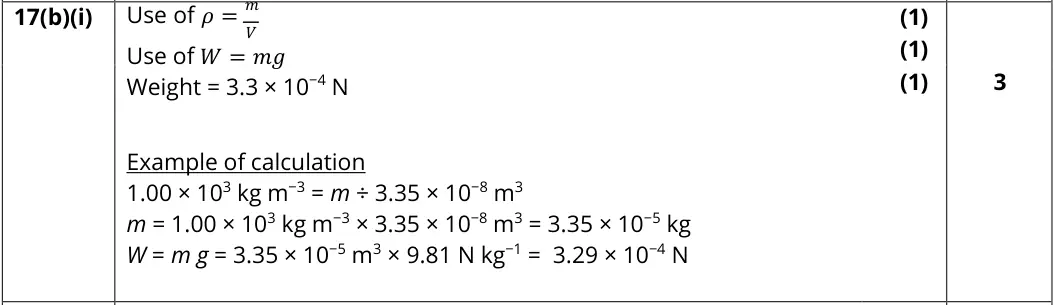 17(b)(i) Use of ρ = m/V (1)
Use of W = mg (1)
Weight = 3.3 × 10⁻⁴ N (1) 3
Example of calculation
1.00 × 10³ kg m⁻³ = m ÷ 3.35 × 10⁻⁸ m³
m = 1.00 × 10³ kg m⁻³ × 3.35 × 10⁻⁸ m³ = 3.35 × 10⁻⁵ kg
W = m g = 3.35 × 10⁻⁵ m³ × 9.81 N kg⁻¹ = 3.29 × 10⁻⁴ N